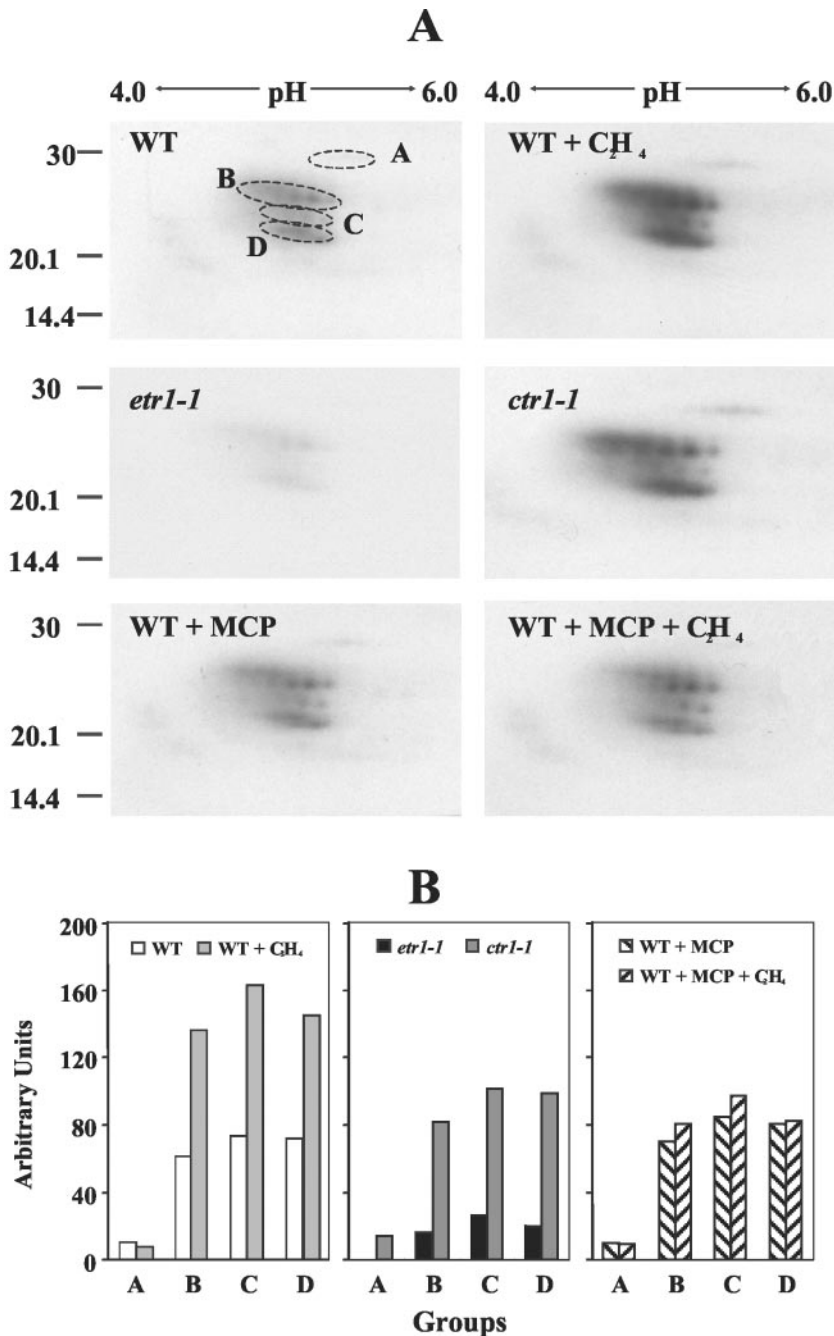 A
4.0 pH 6.0 4.0 pH 6.0
30 WT A WT + C₂H₄
B
C
D
20.1
14.4
30 etr1-1 ctr1-1
20.1
14.4
30 WT + MCP WT + MCP + C₂H₄
20.1
14.4
B
200
WT WT + C₂H₄ etr1-1 ctr1-1 WT + MCP
WT + MCP + C₂H₄
160
120
80
40
0
Arbitrary Units
A B C D A B C D A B C D
Groups